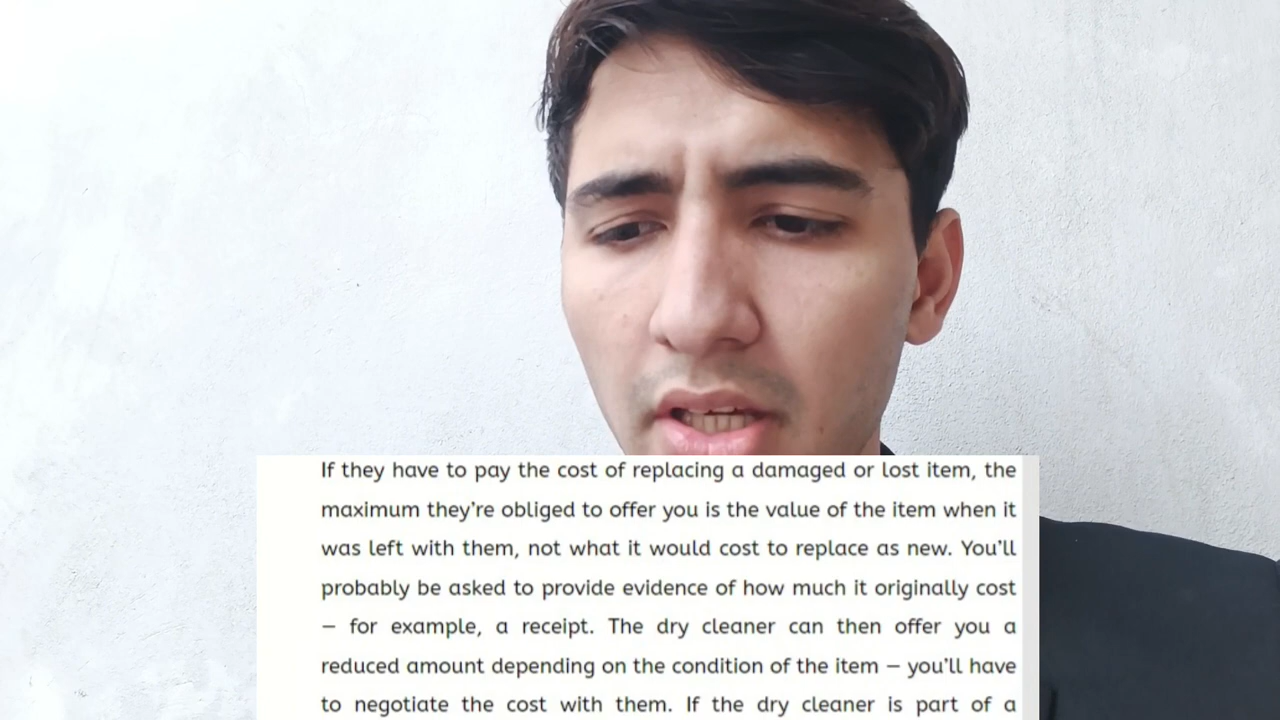 If they have to pay the cost of replacing a damaged or lost item, the
maximum they’re obliged to offer you is the value of the item when it
was left with them, not what it would cost to replace as new. You’ll
probably be asked to provide evidence of how much it originally cost
– for example, a receipt. The dry cleaner can then offer you a
reduced amount depending on the condition of the item – you’ll have
to negotiate the cost with them. If the dry cleaner is part of a